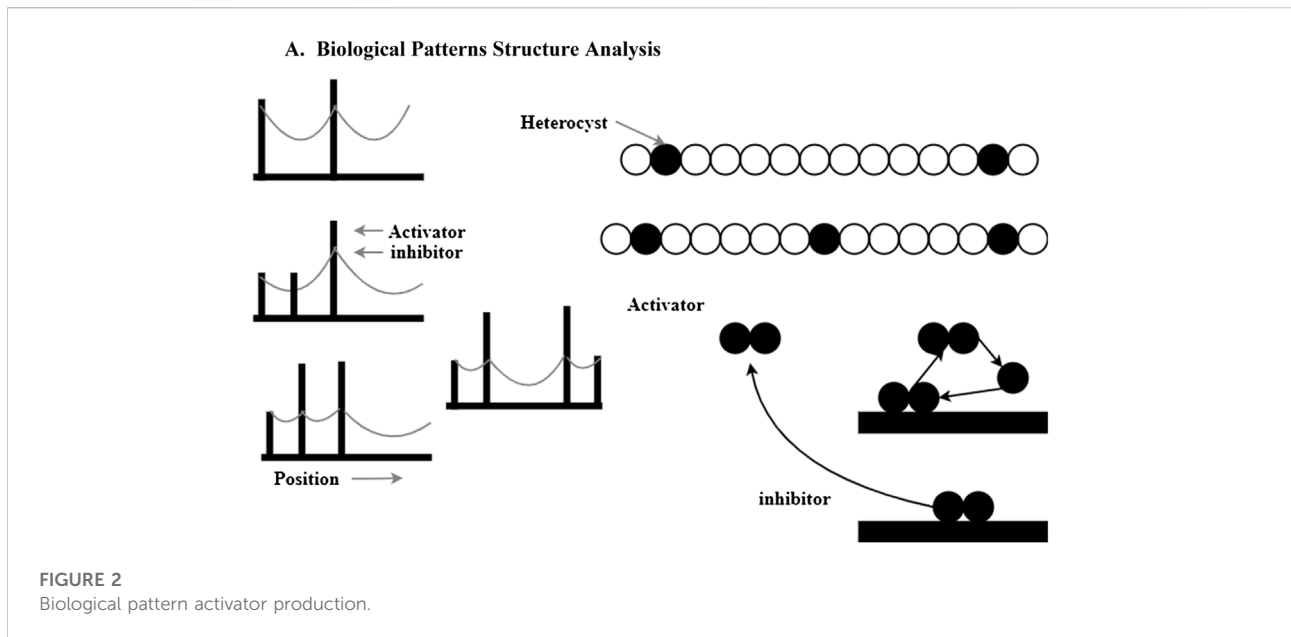 A. Biological Patterns Structure Analysis
Heterocyst
Activator
inhibitor
Activator
inhibitor
Position
FIGURE 2
Biological pattern activator production.